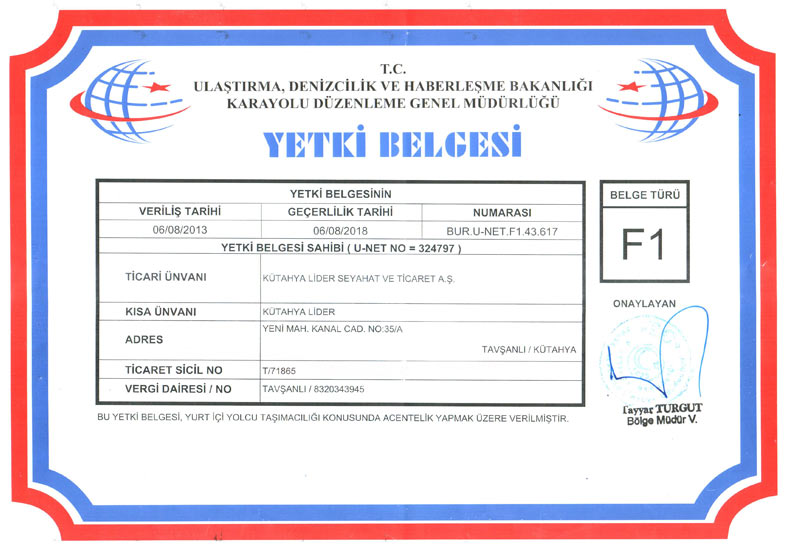 T.C.
ULAŞTIRMA, DENİZCİLİK VE HABERLEŞME BAKANLIĞI
KARAYOLU DÜZENLEME GENEL MÜDÜRLÜĞÜ
YETKİ BELGESİ
YETKİ BELGESİNİN
VERİLİŞ TARİHİ GEÇERLİLİK TARİHİ NUMARASI
06/08/2013 06/08/2018 BUR.U-NET.F1.43.617
YETKİ BELGESİ SAHİBİ ( U-NET NO = 324797 )
TİCARİ ÜNVANI KÜTAHYA LİDER SEYAHAT VE TİCARET A.Ş.
KISA ÜNVANI KÜTAHYA LİDER
ADRES YENİ MAH. KANAL CAD. NO:35/A
TAVŞANLI / KÜTAHYA
TİCARET SİCİL NO T/71865
VERGİ DAİRESİ / NO TAVŞANLI / 8320343945
BU YETKİ BELGESİ, YURT İÇİ YOLCU TAŞIMACILIĞI KONUSUNDA ACENTELİK YAPMAK ÜZERE VERİLMİŞTİR.
BELGE TÜRÜ
F1
ONAYLAYAN
Tayyar TURGUT
Bölge Müdür V.